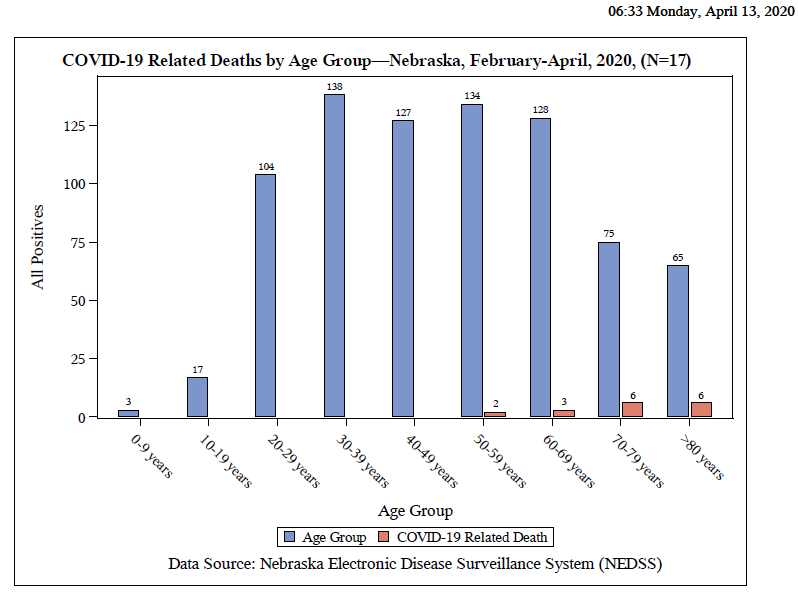 06:33 Monday, April 13, 2020
COVID-19 Related Deaths by Age Group—Nebraska, February-April, 2020, (N=17)
All Positives
125
100
75
50
25
0
3
17
104
138
127
134
2
128
3
75
6
65
6
0-9 years
10-19 years
20-29 years
30-39 years
40-49 years
50-59 years
60-69 years
70-79 years
>80 years
Age Group
Age Group COVID-19 Related Death
Data Source: Nebraska Electronic Disease Surveillance System (NEDSS)